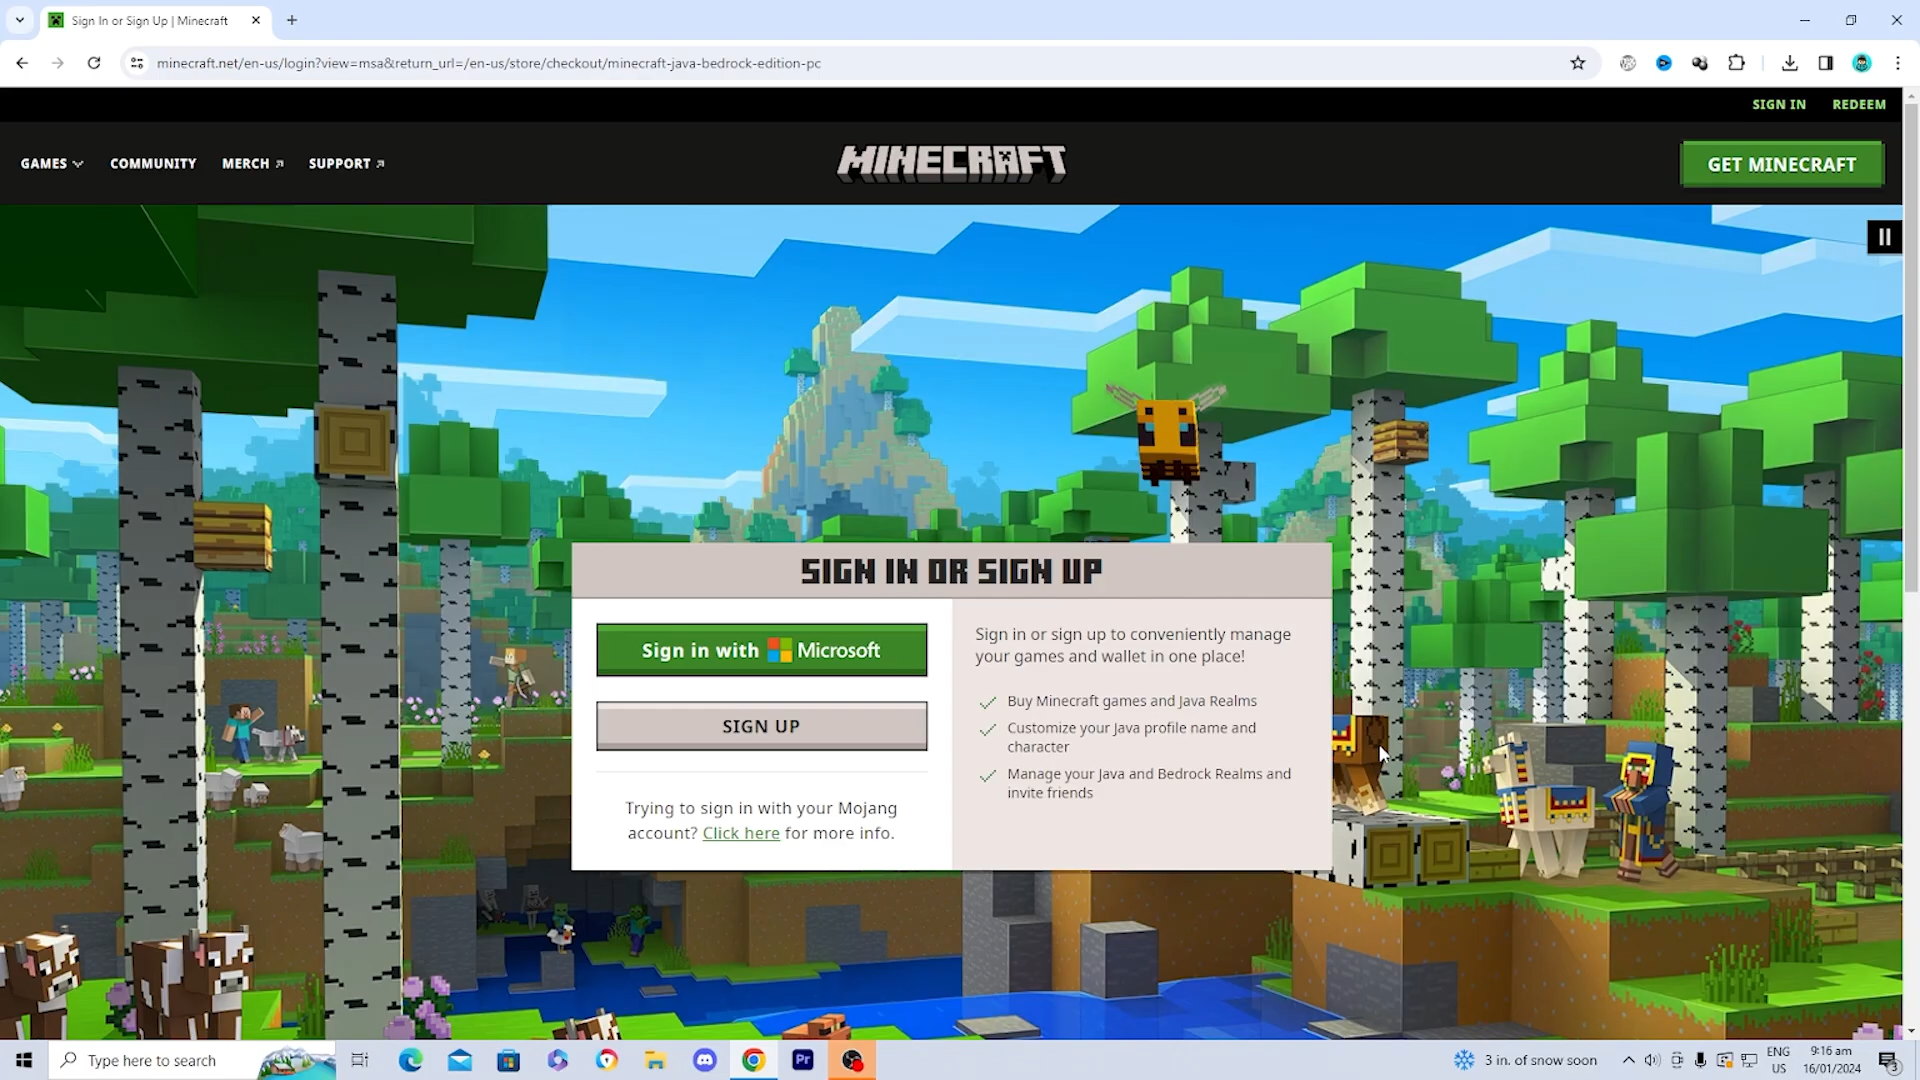 Sign In or Sign Up | Minecraft
minecraft.net/en-us/login?view=msa&return_url=/en-us/store/checkout/minecraft-java-bedrock-edition-pc
SIGN IN
REDEEM
GAMES
COMMUNITY
MERCH
SUPPORT
MINECRAFT
GET MINECRAFT
SIGN IN OR SIGN UP
Sign in with Microsoft
SIGN UP
Trying to sign in with your Mojang
account? Click here for more info.
Sign in or sign up to conveniently manage
your games and wallet in one place!
Buy Minecraft games and Java Realms
Customize your Java profile name and
character
Manage your Java and Bedrock Realms and
invite friends
Type here to search
Pr
3 in. of snow soon
ENG
US
9:16 am
16/01/2024
3